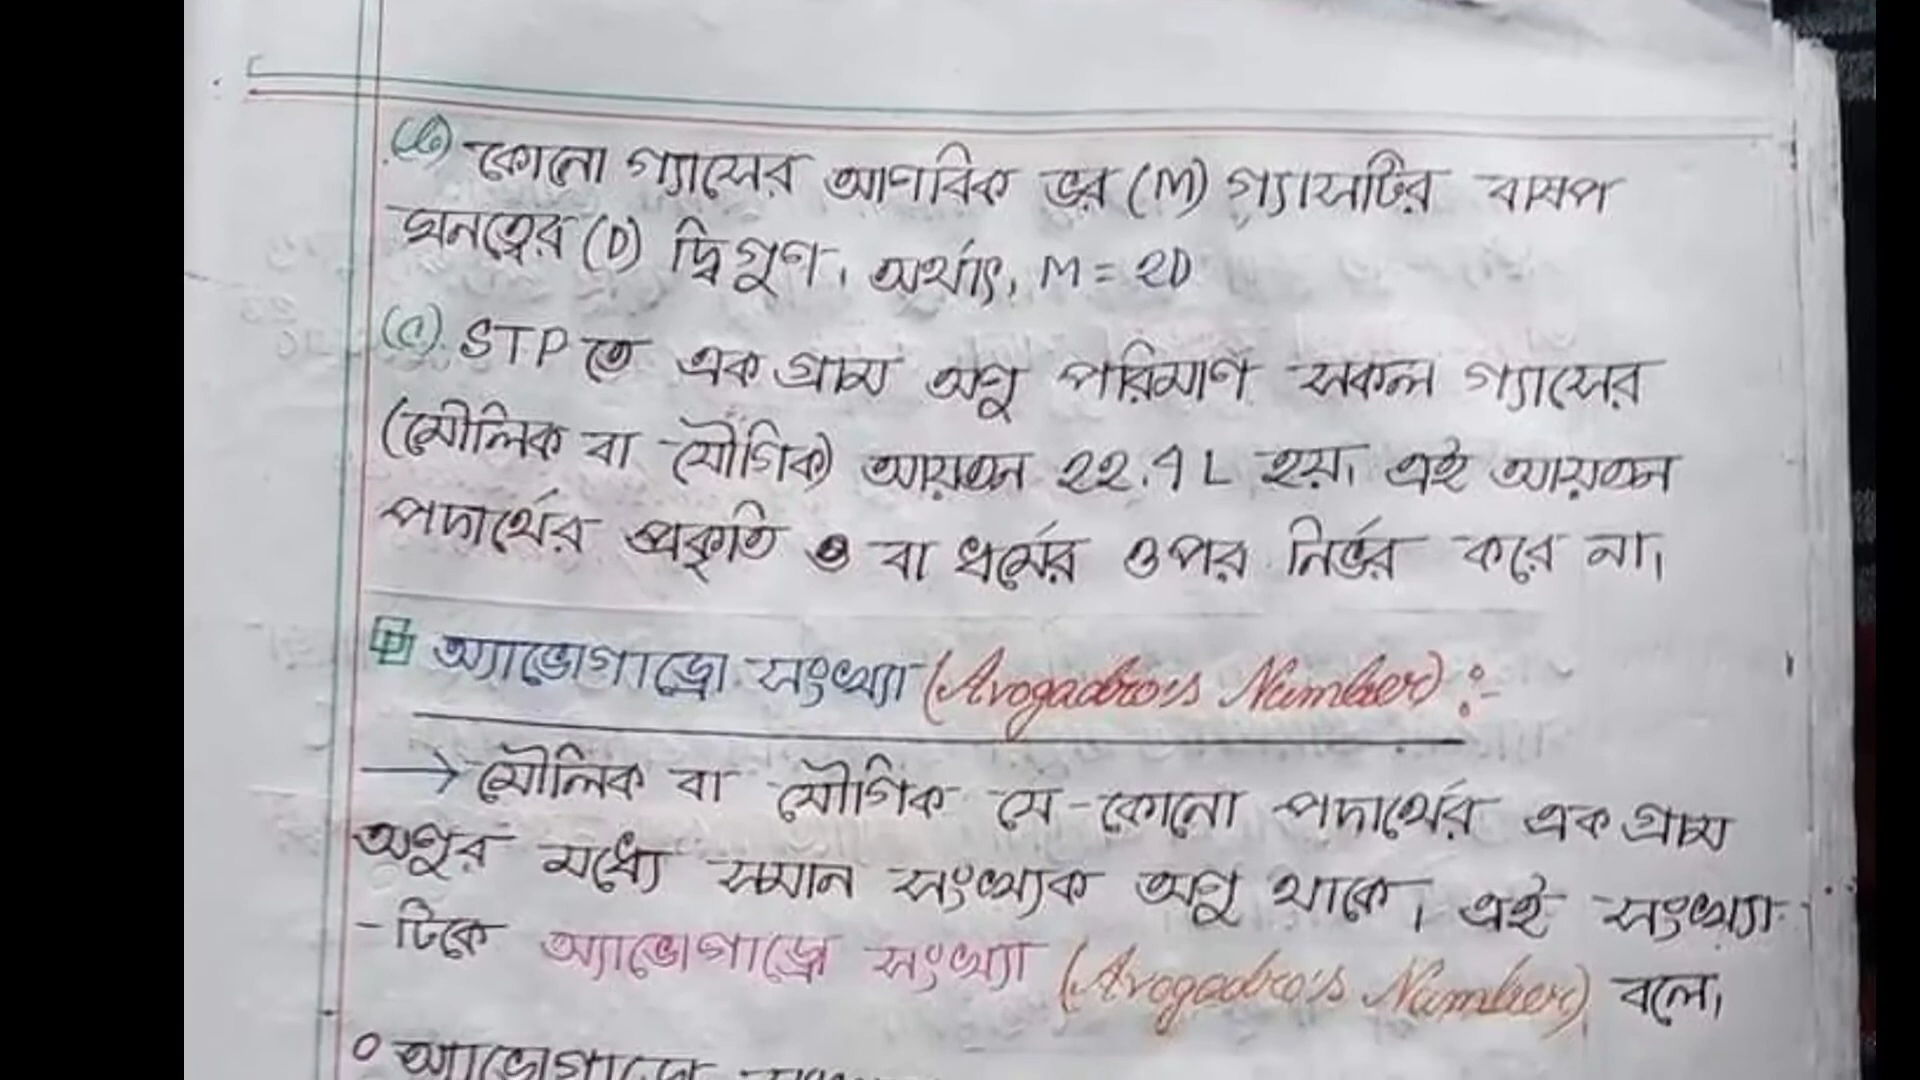 (b) কোনো গ্যাসের আণবিক ভর (M) গ্যাসটির বাষ্প
ঘনত্বের (D) দ্বিগুণ। অর্থাৎ, M = 2D
(c) STP তে এক গ্রাম অণু পরিমাণ সকল গ্যাসের
(মৌলিক বা যৌগিক) আয়তন 22.4 L হয়। এই আয়তন
পদার্থের প্রকৃতি ও বা ধর্মের ওপর নির্ভর করে না।
অ্যাভোগাড্রো সংখ্যা (Avogadro's Number) :-
→ মৌলিক বা যৌগিক যে-কোনো পদার্থের এক গ্রাম
অণুর মধ্যে সমান সংখ্যক অণু থাকে। এই সংখ্যা
-টিকে অ্যাভোগাড্রো সংখ্যা (Avogadro's Number) বলে।
০ অ্যাভোগাড্রো